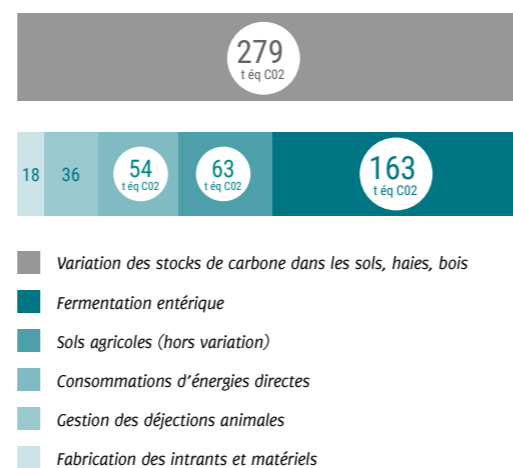 279
t éq C02
18
36
54
t éq C02
63
t éq C02
163
t éq C02
Variation des stocks de carbone dans les sols, haies, bois
Fermentation entérique
Sols agricoles (hors variation)
Consommations d'énergies directes
Gestion des déjections animales
Fabrication des intrants et matériels